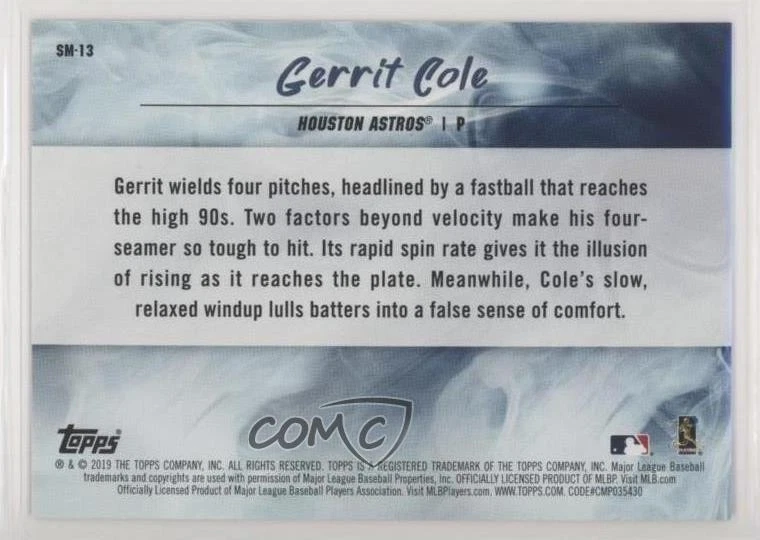 SM-13
Gerrit Cole
HOUSTON ASTROS® | P
Gerrit wields four pitches, headlined by a fastball that reaches
the high 90s. Two factors beyond velocity make his four-
seamer so tough to hit. Its rapid spin rate gives it the illusion
of rising as it reaches the plate. Meanwhile, Cole's slow,
relaxed windup lulls batters into a false sense of comfort.
Topps®
COMC
® & © 2019 THE TOPPS COMPANY, INC. ALL RIGHTS RESERVED. TOPPS IS A REGISTERED TRADEMARK OF THE TOPPS COMPANY, INC. Major League Baseball
trademarks and copyrights are used with permission of Major League Baseball Properties, Inc. OFFICIALLY LICENSED PRODUCT OF MLBP. Visit MLB.com
Officially Licensed Product of Major League Baseball Players Association. Visit MLBPlayers.com. WWW.TOPPS.COM. CODE#CMP035430